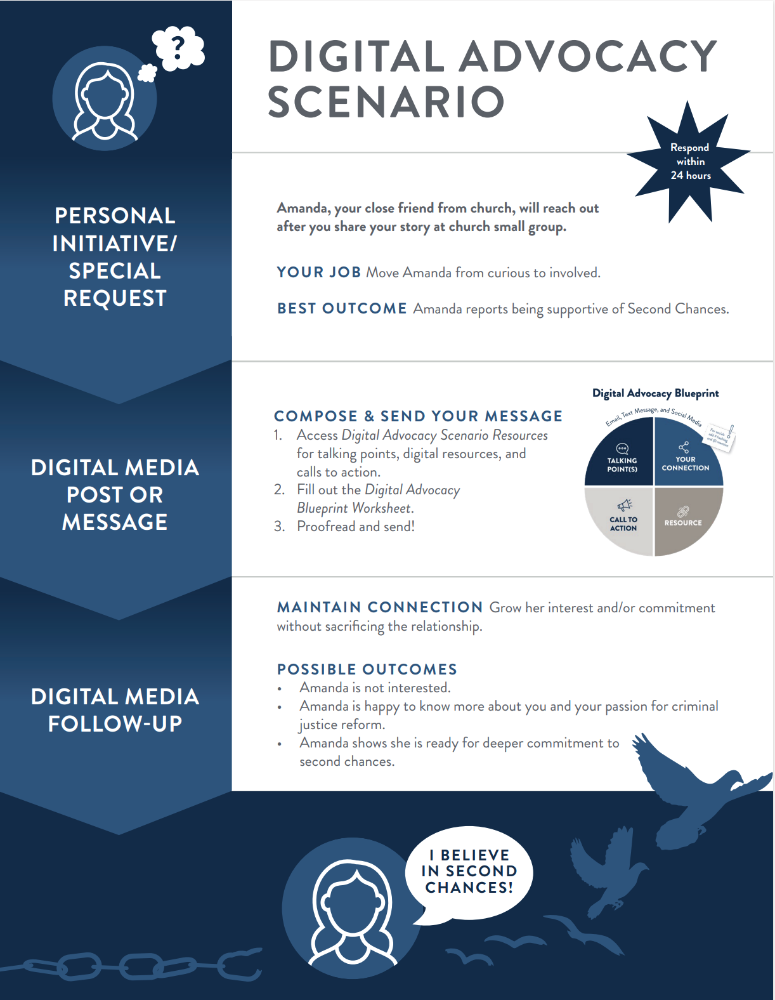 ?
DIGITAL ADVOCACY
SCENARIO
Respond
within
24 hours
PERSONAL
INITIATIVE/
SPECIAL
REQUEST
Amanda, your close friend from church, will reach out
after you share your story at church small group.
YOUR JOB Move Amanda from curious to involved.
BEST OUTCOME Amanda reports being supportive of Second Chances.
DIGITAL MEDIA
POST OR
MESSAGE
COMPOSE & SEND YOUR MESSAGE
1. Access Digital Advocacy Scenario Resources
for talking points, digital resources, and
calls to action.
2. Fill out the Digital Advocacy
Blueprint Worksheet.
3. Proofread and send!
Digital Advocacy Blueprint
Email, Text Message, and Social Media
For socials
add # hashtag
and @ mention
TALKING
POINT(S)
YOUR
CONNECTION
CALL TO
ACTION
RESOURCE
DIGITAL MEDIA
FOLLOW-UP
MAINTAIN CONNECTION Grow her interest and/or commitment
without sacrificing the relationship.
POSSIBLE OUTCOMES
• Amanda is not interested.
• Amanda is happy to know more about you and your passion for criminal
justice reform.
• Amanda shows she is ready for deeper commitment to
second chances.
I BELIEVE
IN SECOND
CHANCES!